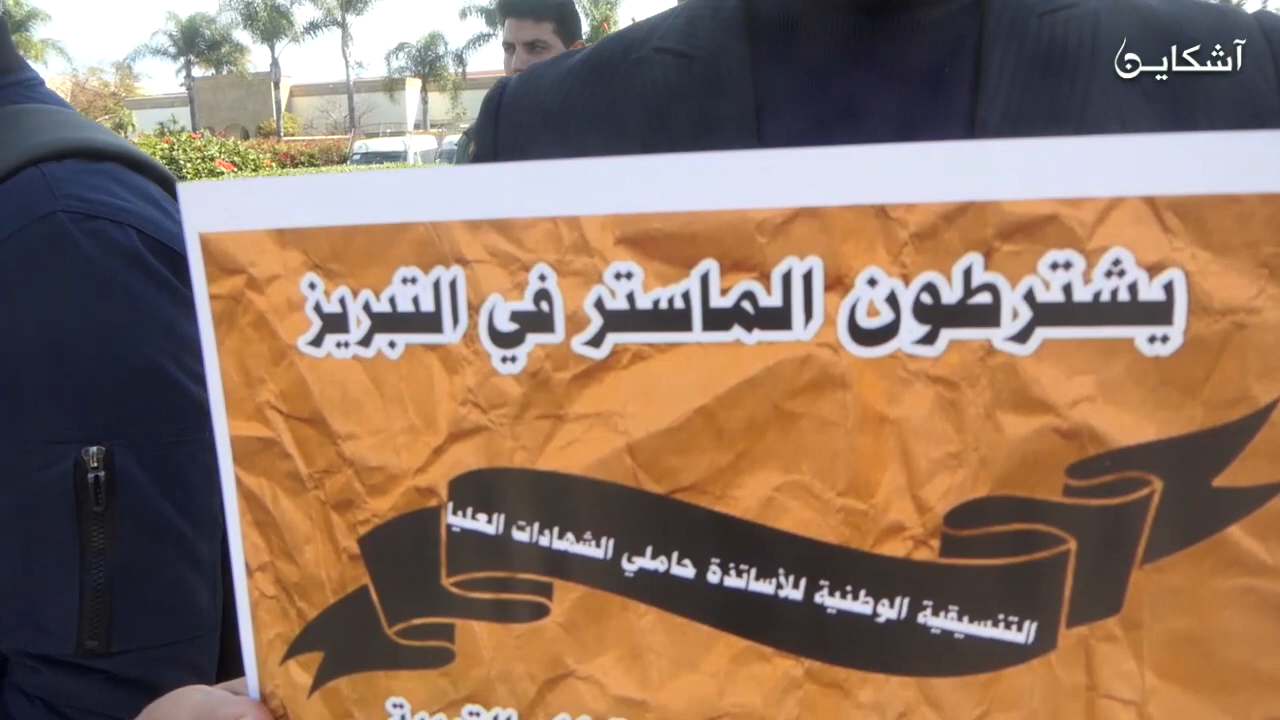 آشكاين
يشترطون الماستر في التبريز
التنسيقية الوطنية للأساتذة حاملي الشهادات العليا